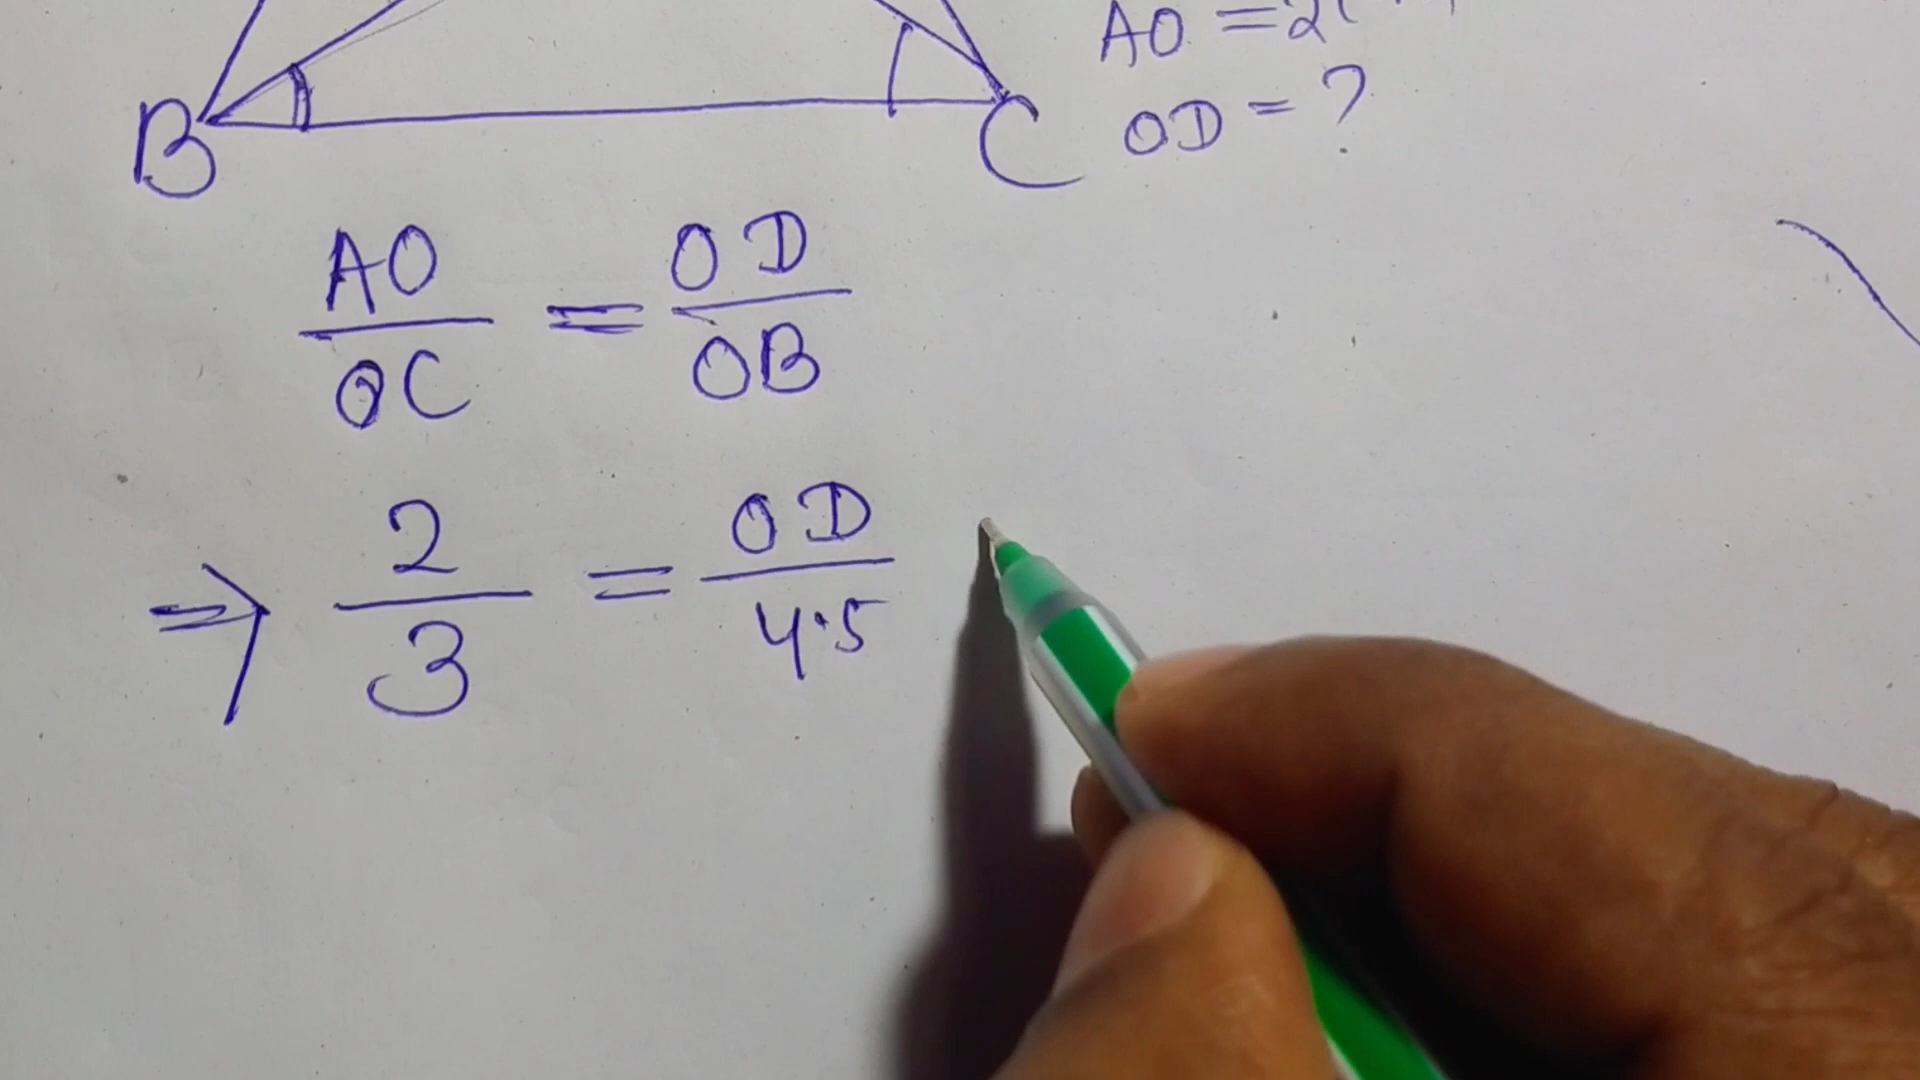 AO = 2
OD = ?
B
C
AO/OC = OD/OB
⇒ 2/3 = OD/4.5